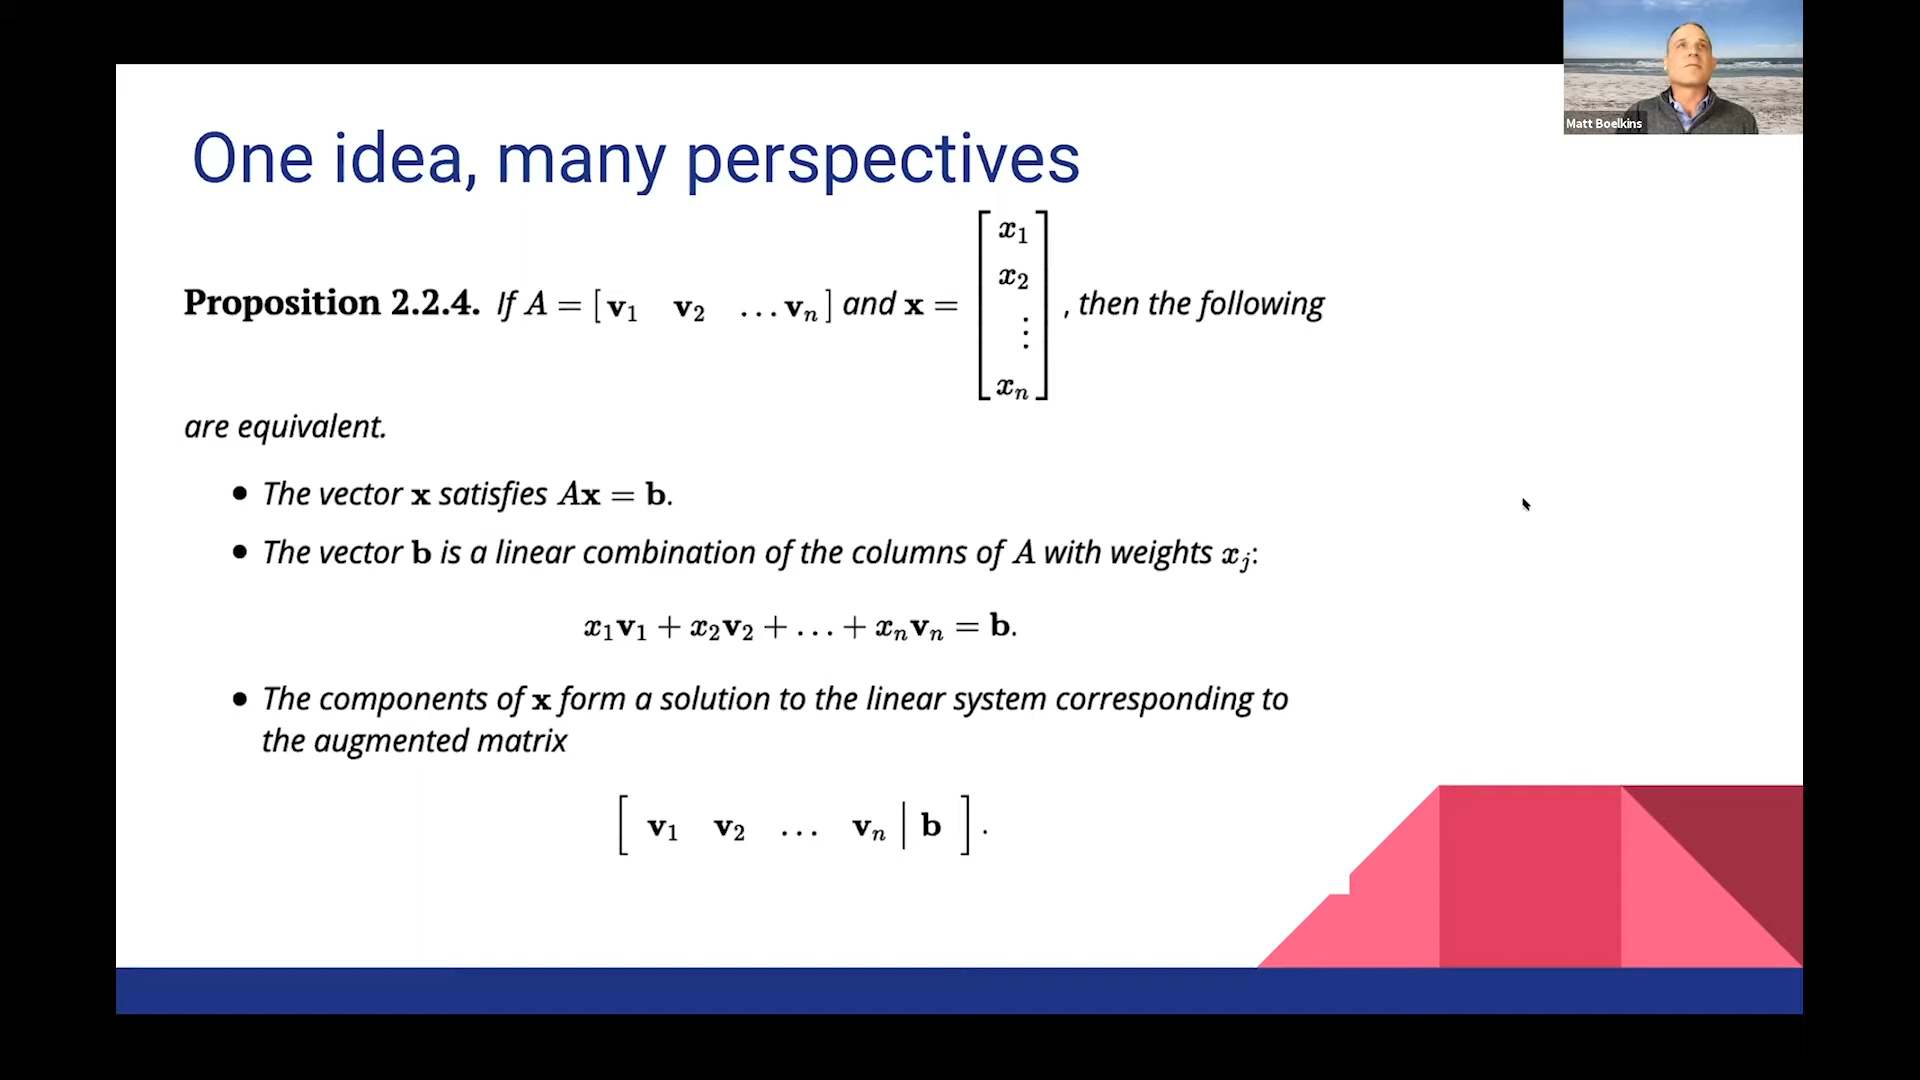 Matt Boelkins
One idea, many perspectives
Proposition 2.2.4. If A = [ v₁ v₂ …vₙ ] and x = [ x₁ x₂ ⋮ xₙ ] , then the following
are equivalent.
• The vector x satisfies Ax = b.
• The vector b is a linear combination of the columns of A with weights xⱼ:
x₁v₁ + x₂v₂ + … + xₙvₙ = b.
• The components of x form a solution to the linear system corresponding to
the augmented matrix
[ v₁ v₂ … vₙ | b ].